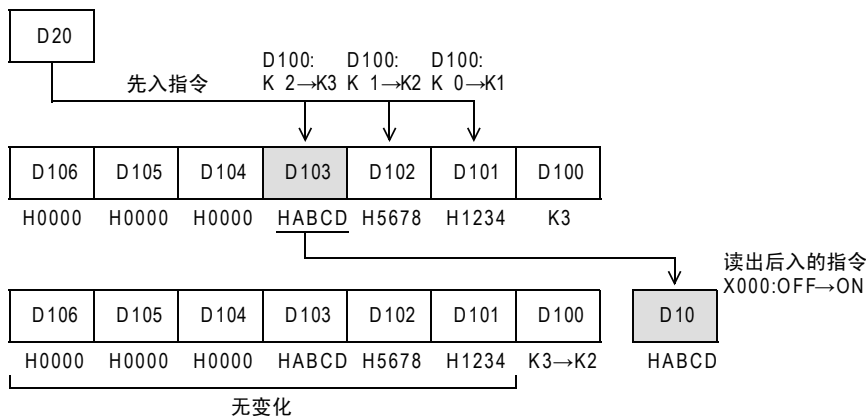 D20
先入指令
D100: D100: D100:
K 2→K3 K 1→K2 K 0→K1
D106 D105 D104 D103 D102 D101 D100
H0000 H0000 H0000 HABCD H5678 H1234 K3
读出后入的指令
X000:OFF→ON
D106 D105 D104 D103 D102 D101 D100 D10
H0000 H0000 H0000 HABCD H5678 H1234 K3→K2 HABCD
无变化